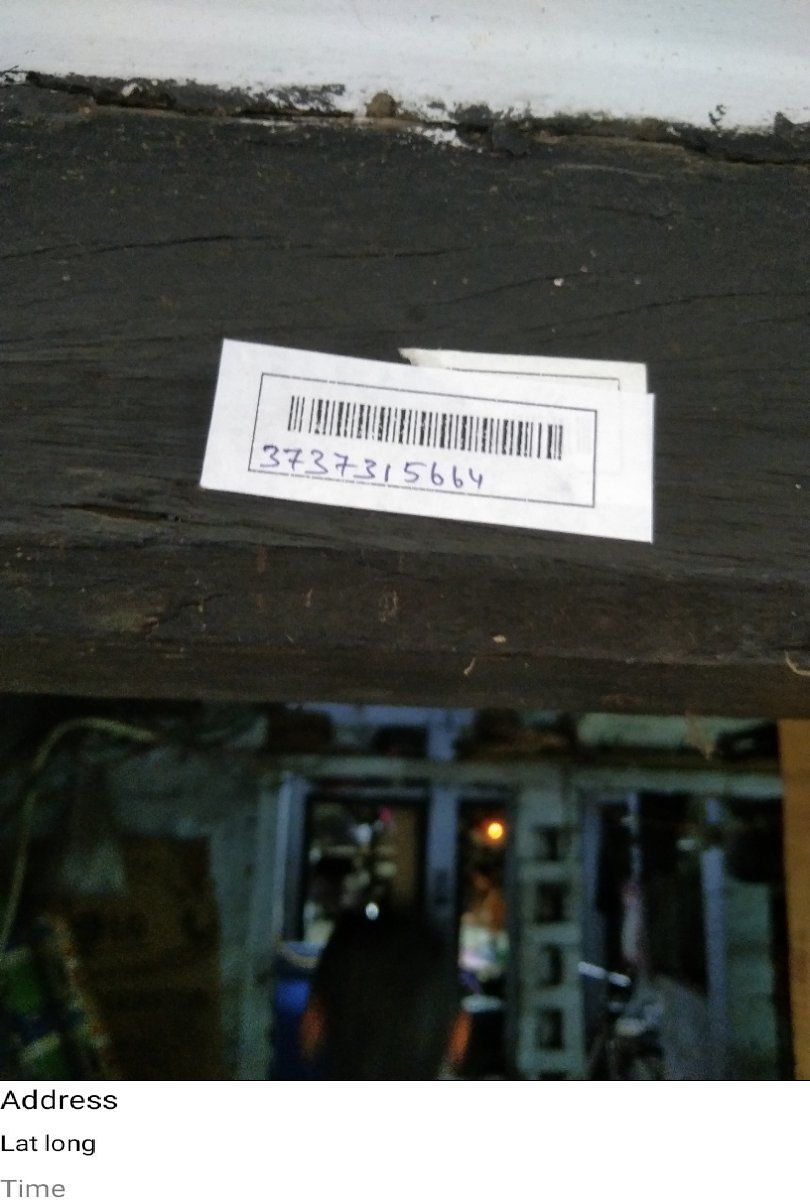 3737315664
Address
Lat long
Time